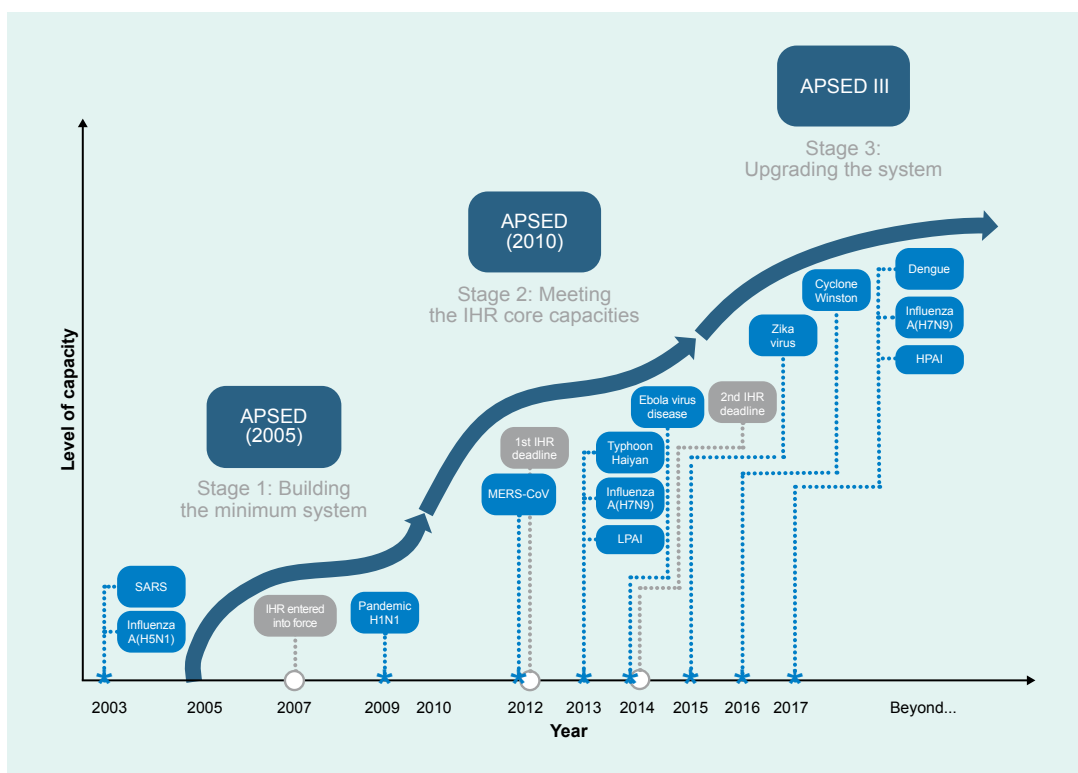 APSED III
Stage 3:
Upgrading the system
APSED
(2010)
Stage 2: Meeting
the IHR core capacities
APSED
(2005)
Stage 1: Building
the minimum system
Level of capacity
SARS
Influenza
A(H5N1)
IHR entered
into force
Pandemic
H1N1
1st IHR
deadline
MERS-CoV
Typhoon
Haiyan
Influenza
A(H7N9)
LPAI
Ebola virus
disease
2nd IHR
deadline
Zika
virus
Cyclone
Winston
Dengue
Influenza
A(H7N9)
HPAI
2003 2005 2007 2009 2010 2012 2013 2014 2015 2016 2017 Beyond...
Year